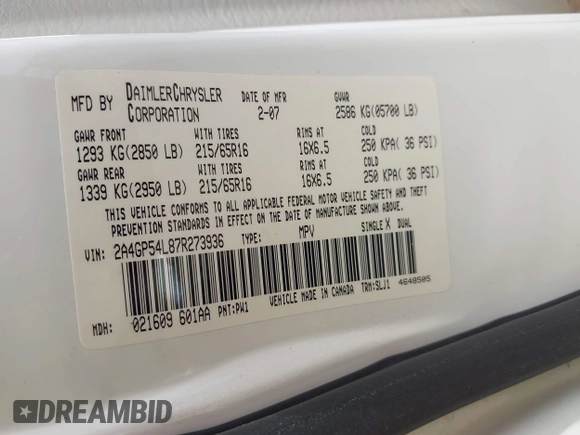 MFD BY DAIMLERCHRYSLER CORPORATION DATE OF MFR 2-07 GVWR 2586 KG(05700 LB)
GAWR FRONT WITH TIRES RIMS AT COLD
1293 KG(2850 LB) 215/65R16 16X6.5 250 KPA( 36 PSI)
GAWR REAR WITH TIRES RIMS AT COLD
1339 KG(2950 LB) 215/65R16 16X6.5 250 KPA( 36 PSI)
THIS VEHICLE CONFORMS TO ALL APPLICABLE FEDERAL MOTOR VEHICLE SAFETY AND THEFT
PREVENTION STANDARDS IN EFFECT ON THE DATE OF MANUFACTURE SHOWN ABOVE.
VIN: 2A4GP54L87R273936 TYPE: MPV SINGLE X DUAL
MDH: 021609 601AA PNT:PW1 VEHICLE MADE IN CANADA TRM:SLJ1 4648505
DREAMBID